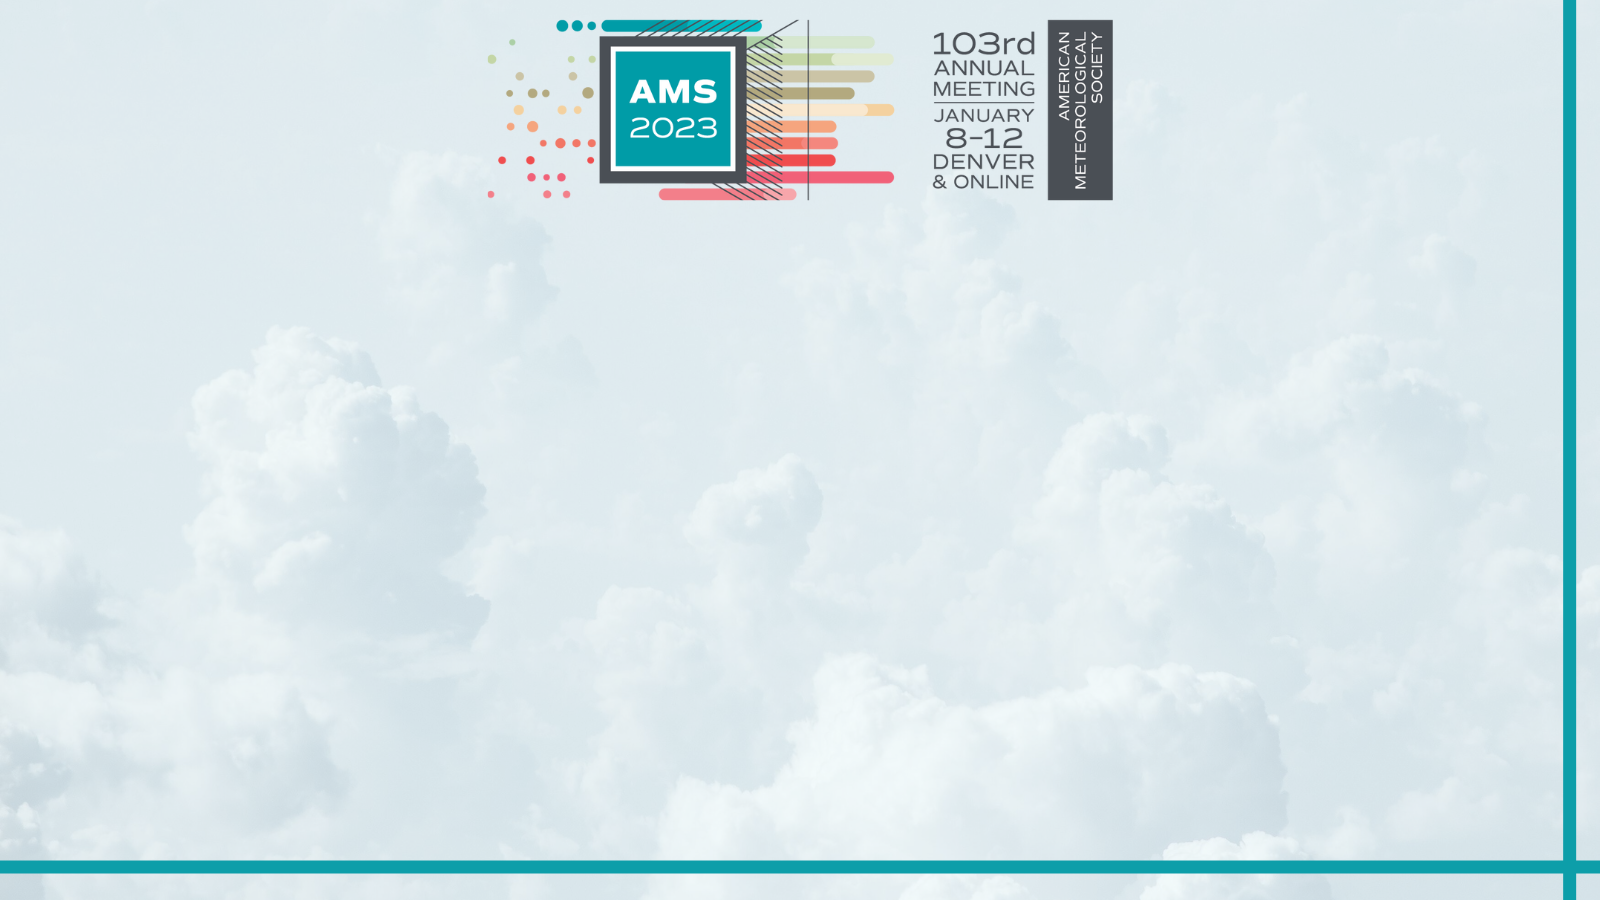 AMS
2023
103rd
ANNUAL
MEETING
JANUARY
8-12
DENVER
& ONLINE
AMERICAN
METEOROLOGICAL
SOCIETY